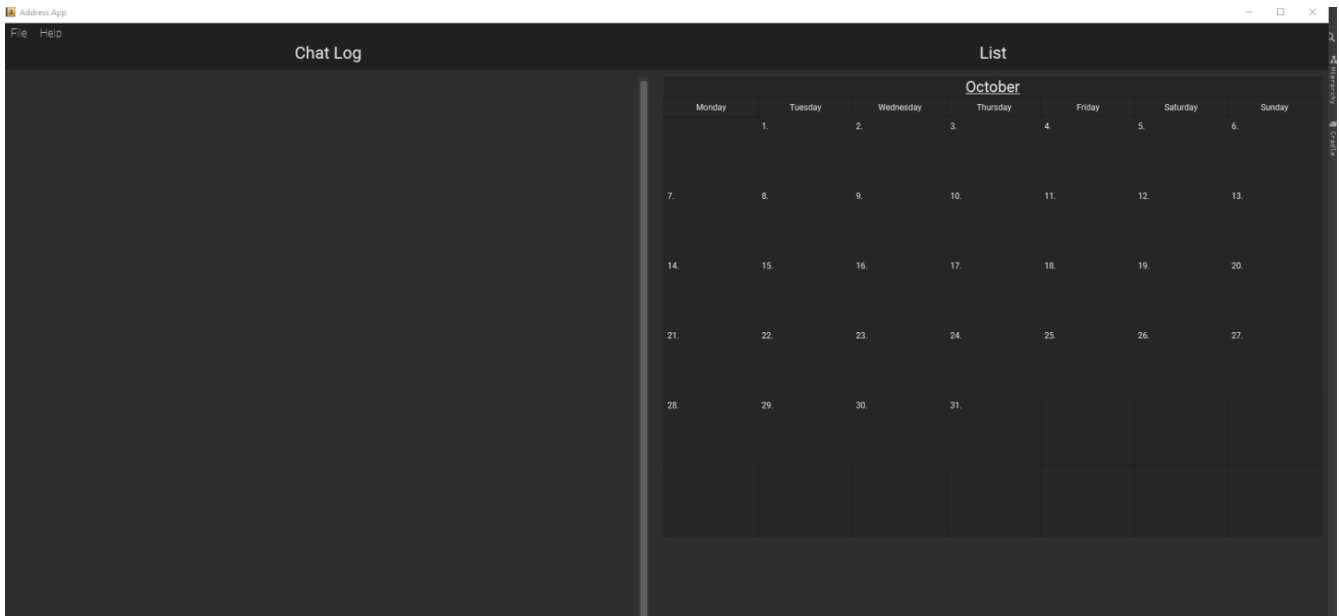 Address App
File Help
Chat Log
List
October
Monday Tuesday Wednesday Thursday Friday Saturday Sunday
1. 2. 3. 4. 5. 6.
7. 8. 9. 10. 11. 12. 13.
14. 15. 16. 17. 18. 19. 20.
21. 22. 23. 24. 25. 26. 27.
28. 29. 30. 31.
Hierarchy
Gradle